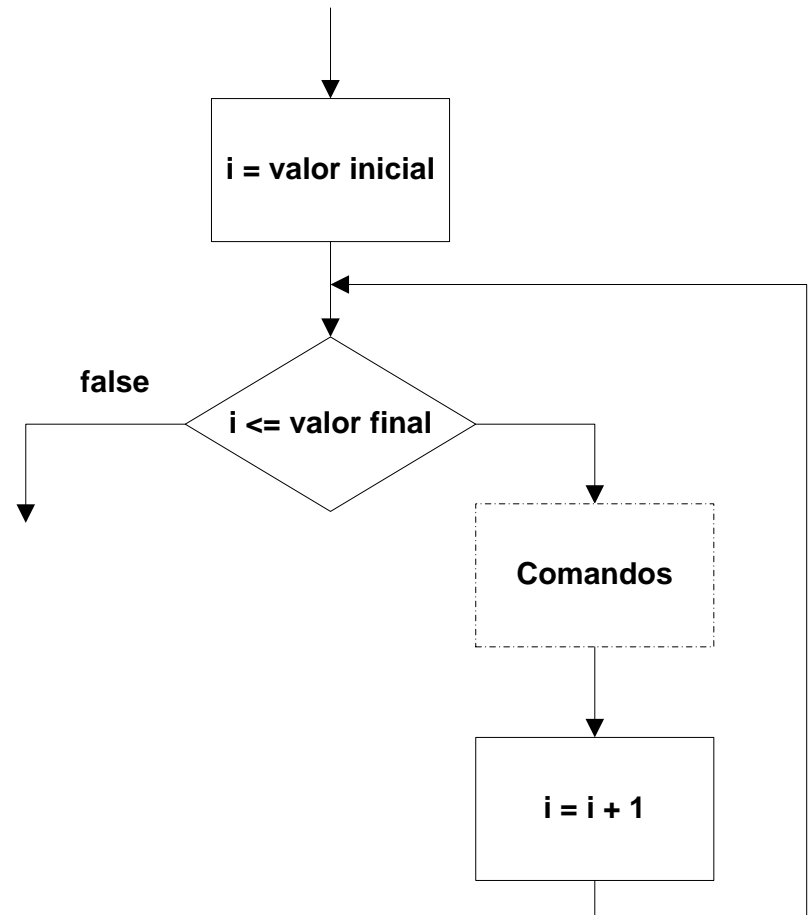 i = valor inicial
false
i <= valor final
Comandos
i = i + 1